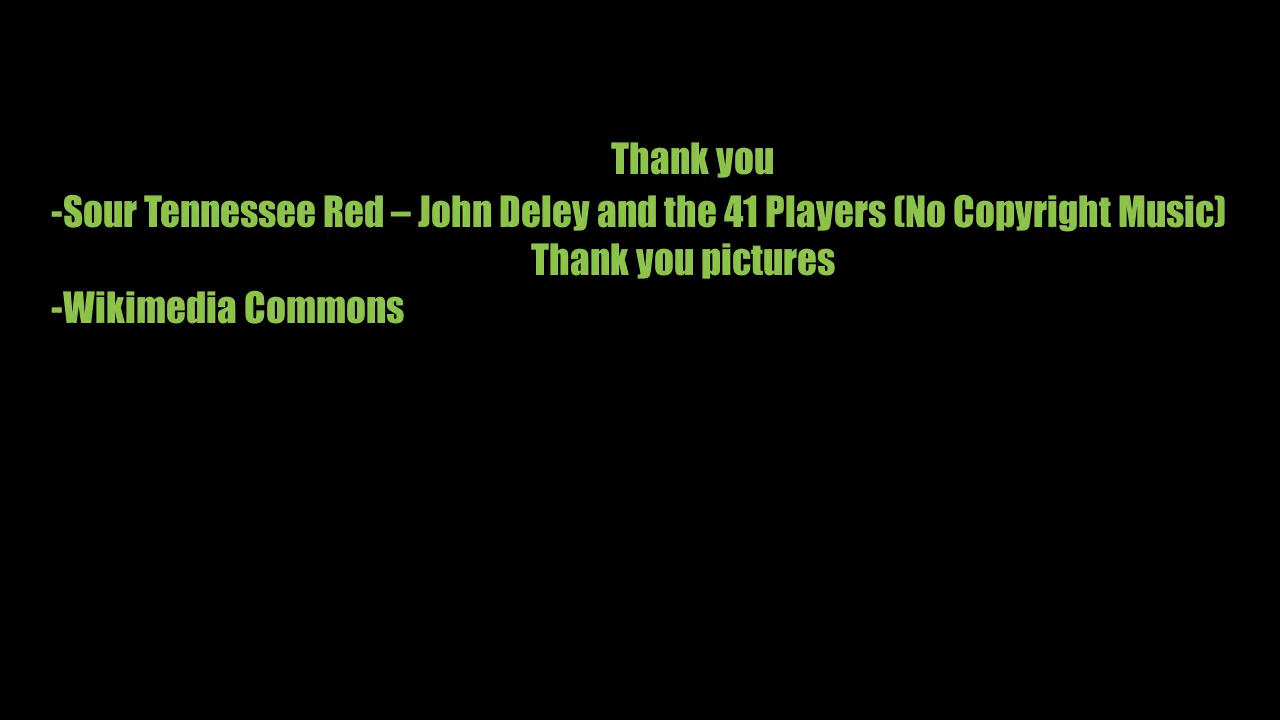 Thank you
-Sour Tennessee Red – John Deley and the 41 Players (No Copyright Music)
Thank you pictures
-Wikimedia Commons